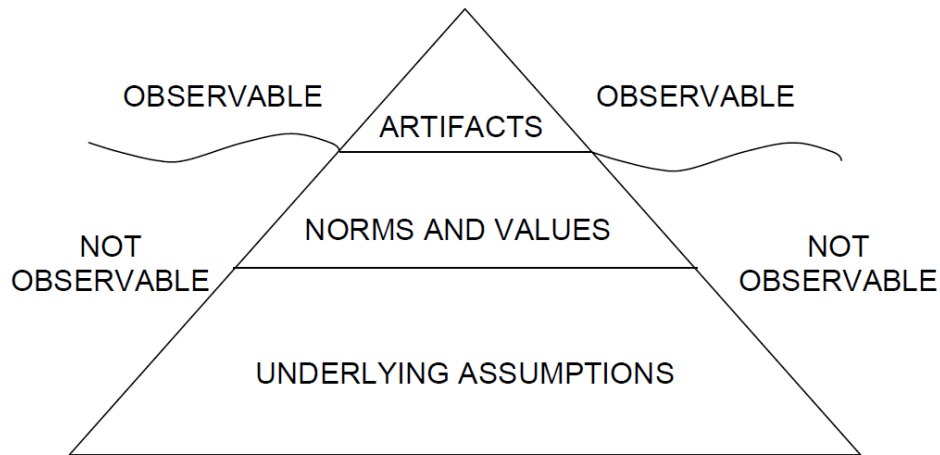 OBSERVABLE
OBSERVABLE
ARTIFACTS
NORMS AND VALUES
NOT
OBSERVABLE
NOT
OBSERVABLE
UNDERLYING ASSUMPTIONS